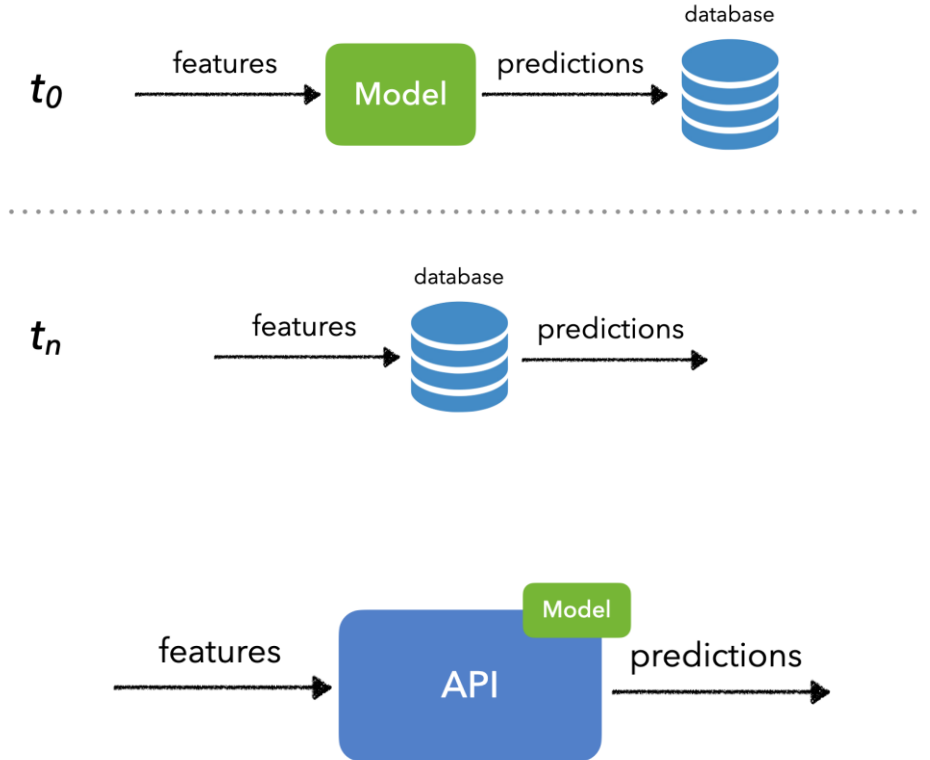 database
features
predictions
t0
Model
database
features
predictions
tn
Model
features
predictions
API